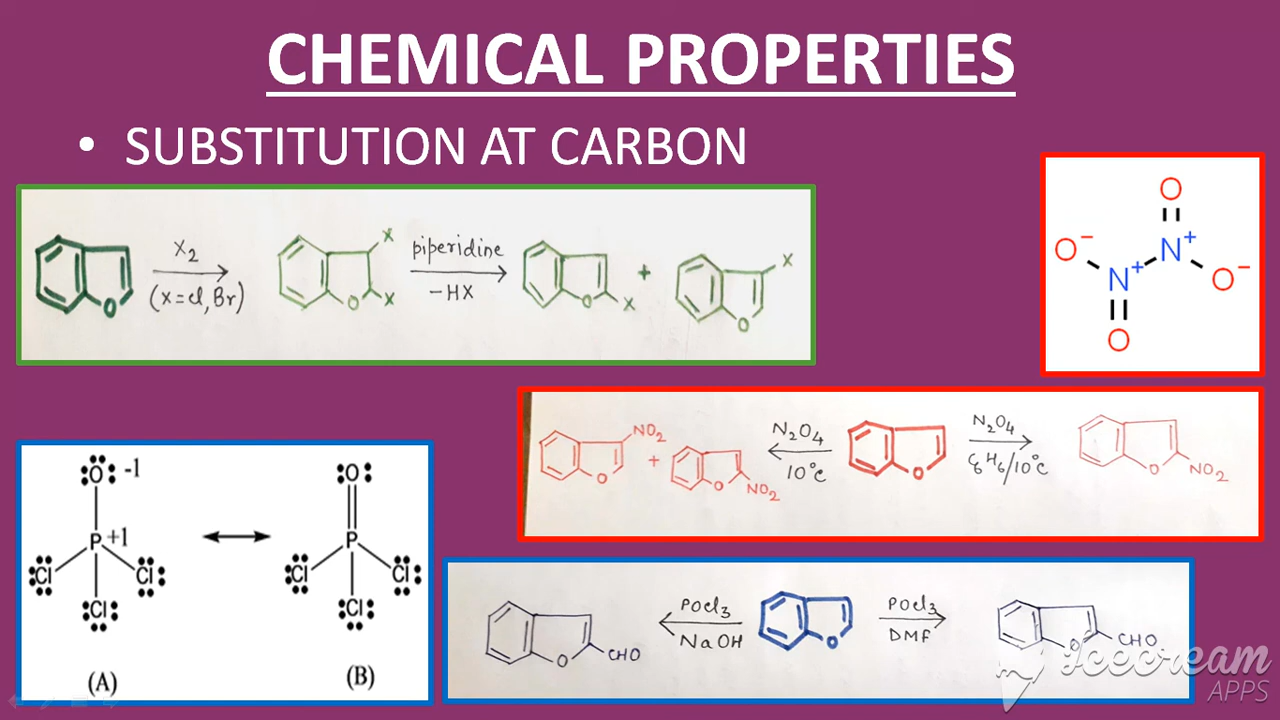 CHEMICAL PROPERTIES
• SUBSTITUTION AT CARBON
X2
(X=Cl, Br)
O
X
X
O
piperidine
-HX
O
X
+
X
O
O
O−
N+
N+
O−
O
NO2
O
+
O
NO2
N2O4
10°C
O
N2O4
C6H6/10°C
O
NO2
O -1
P +1
Cl
Cl
Cl
(A)
O
P
Cl
Cl
Cl
(B)
O
CHO
POCl3
NaOH
O
POCl3
DMF
O
CHO
Icecream
APPS